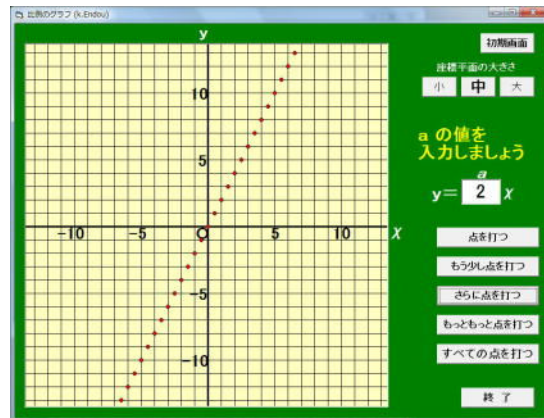 比例のグラフ (k.Endou)
y
初期画面
座標平面の大きさ
小 中 大
10
a の値を
入力しましょう
5
a
y＝ 2 x
-10 -5 O 5 10 x
点を打つ
もう少し点を打つ
-5
さらに点を打つ
もっともっと点を打つ
-10
すべての点を打つ
終 了